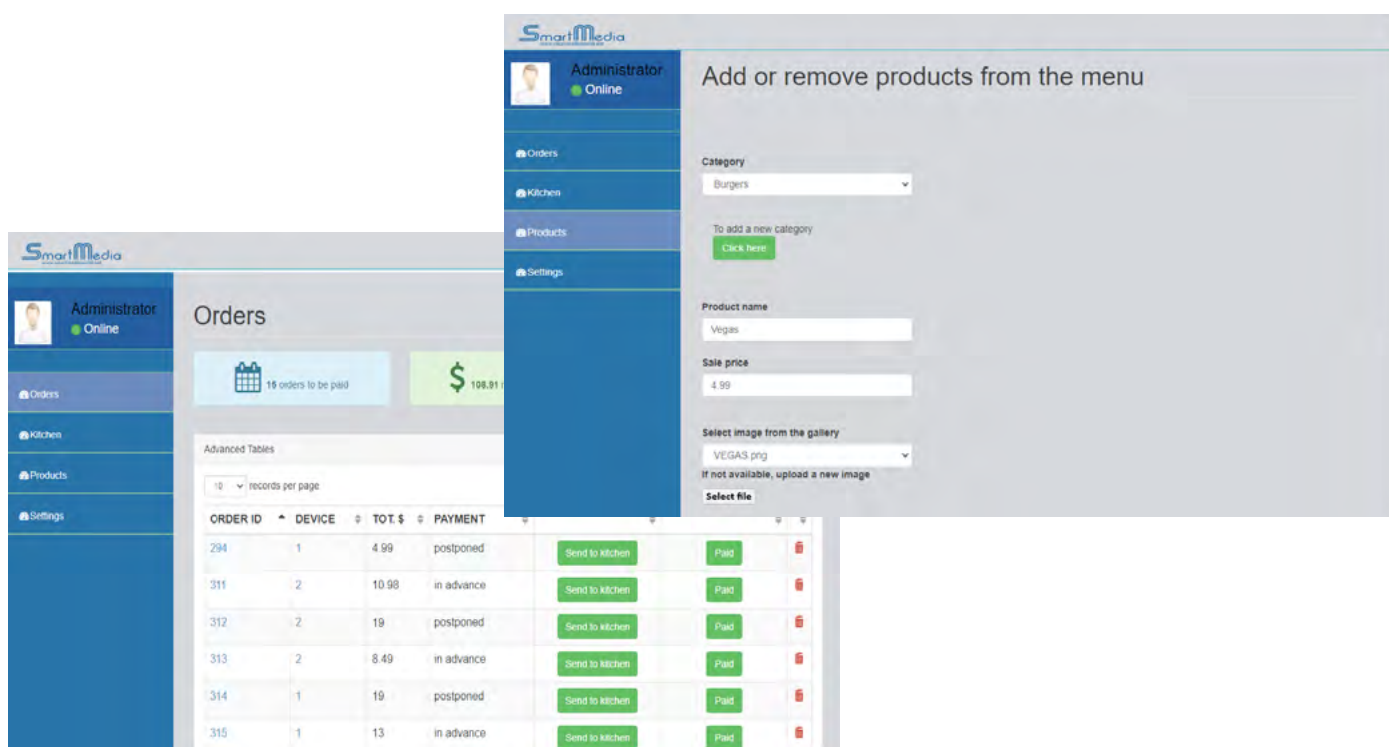 SmartMedia
Administrator
Online
Orders
Kitchen
Products
Settings
Add or remove products from the menu
Category
Burgers
To add a new category
Click here
Product name
Vegas
Sale price
4.99
Select image from the gallery
VEGAS.png
If not available, upload a new image
Select file
SmartMedia
Administrator
Online
Orders
Kitchen
Products
Settings
Orders
15 orders to be paid
$ 108.91
Advanced Tables
10 records per page
ORDER ID DEVICE TOT. $ PAYMENT
294 1 4.99 postponed Send to kitchen Paid
311 2 10.98 in advance Send to kitchen Paid
312 2 19 postponed Send to kitchen Paid
313 2 8.49 in advance Send to kitchen Paid
314 1 19 postponed Send to kitchen Paid
315 1 13 in advance Send to kitchen Paid